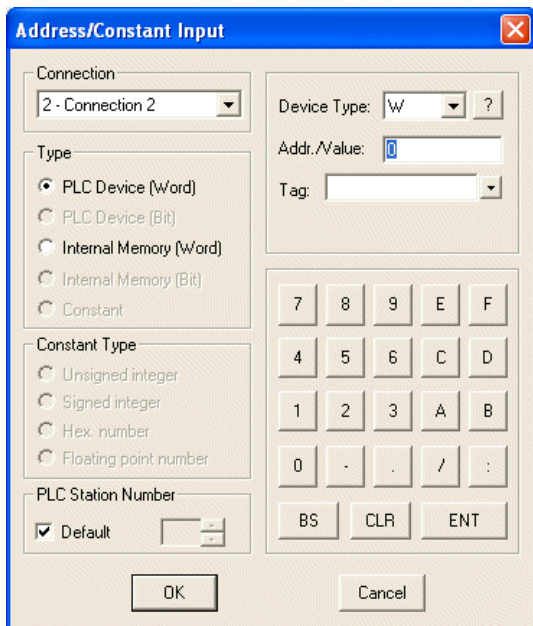 Address/Constant Input
Connection
2 - Connection 2
Type
PLC Device (Word)
PLC Device (Bit)
Internal Memory (Word)
Internal Memory (Bit)
Constant
Constant Type
Unsigned integer
Signed integer
Hex. number
Floating point number
PLC Station Number
Default
Device Type: W ?
Addr./Value: 0
Tag:
7 8 9 E F
4 5 6 C D
1 2 3 A B
0 - . / :
BS CLR ENT
OK Cancel